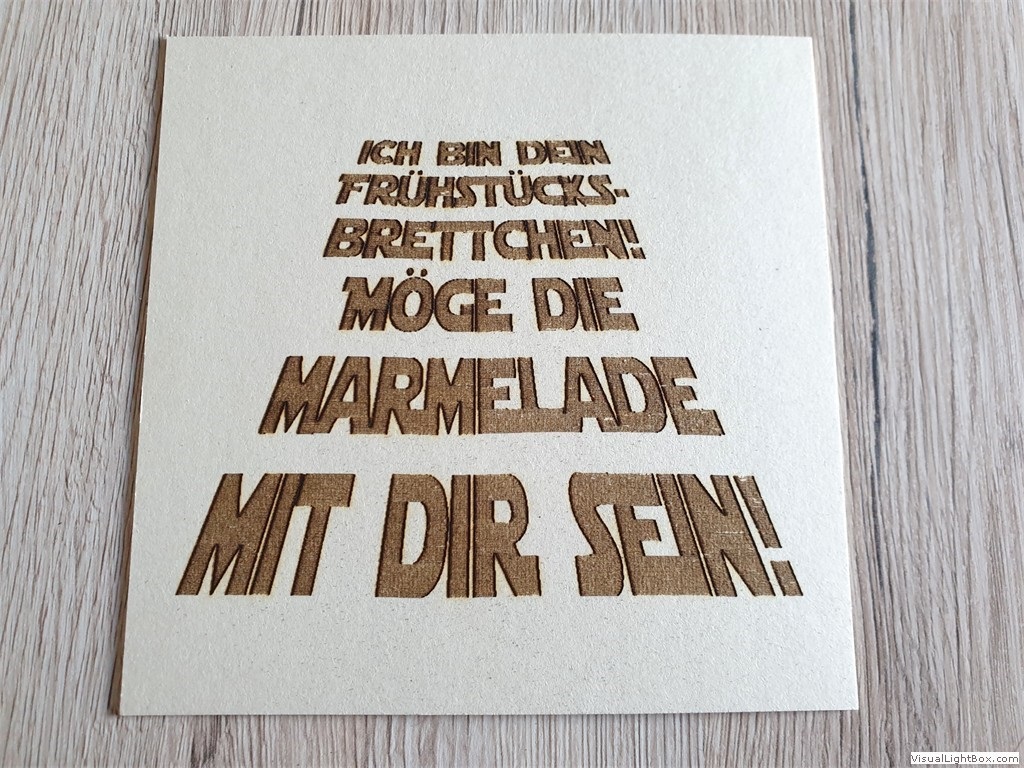 ICH BIN DEIN
FRÜHSTÜCKS-
BRETTCHEN!
MÖGE DIE
MARMELADE
MIT DIR SEIN!
VisualLightBox.com